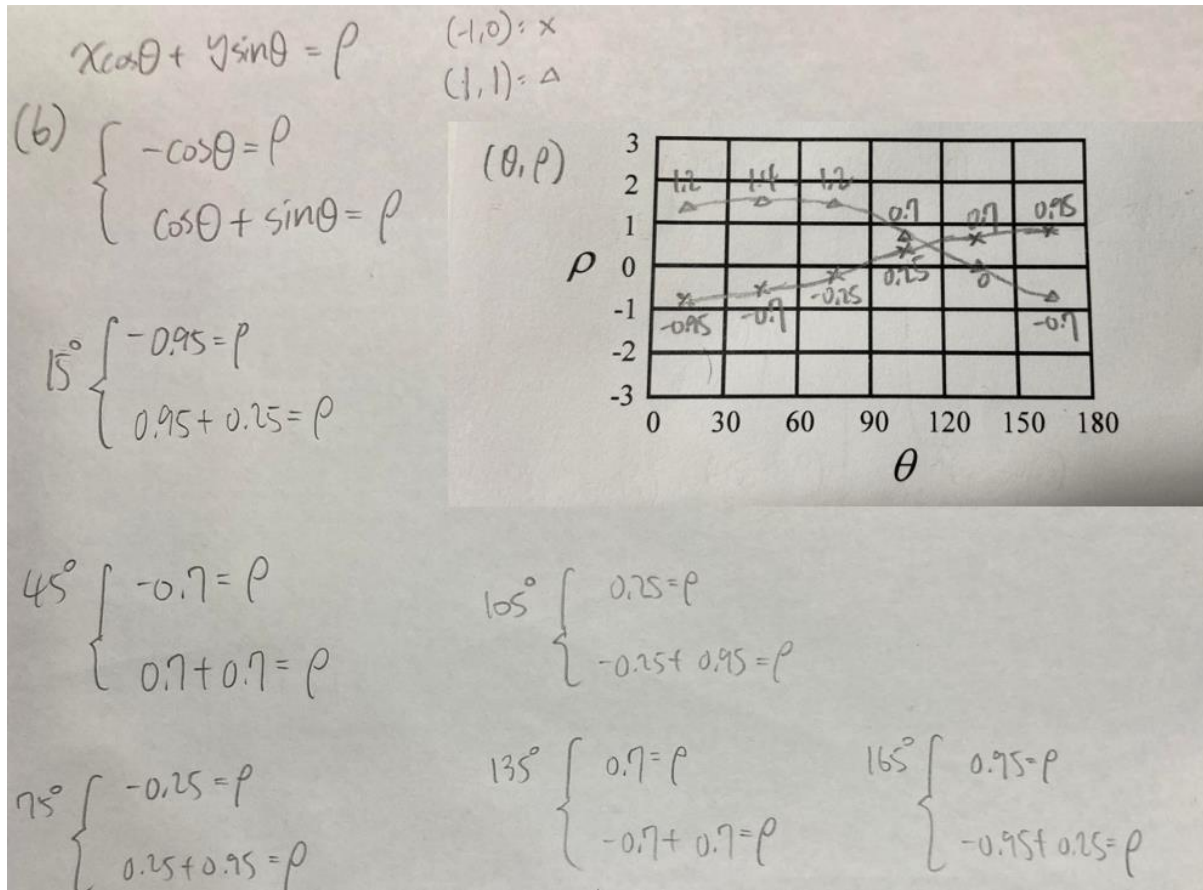 xcosθ + ysinθ = ρ
(-1,0): ×
(1,1): △
(b) { -cosθ = ρ
cosθ + sinθ = ρ
(θ, ρ)
3
2
1
0
-1
-2
-3
ρ
1.2 1.4 1.2 0.7 0.7 0.95
-0.95 -0.7 -0.25 0.25 0 -0.7
0 30 60 90 120 150 180
θ
15° { -0.95 = ρ
0.95 + 0.25 = ρ
45° { -0.7 = ρ
0.7 + 0.7 = ρ
105° { 0.25 = ρ
-0.25 + 0.95 = ρ
75° { -0.25 = ρ
0.25 + 0.95 = ρ
135° { 0.7 = ρ
-0.7 + 0.7 = ρ
165° { 0.95 = ρ
-0.95 + 0.25 = ρ